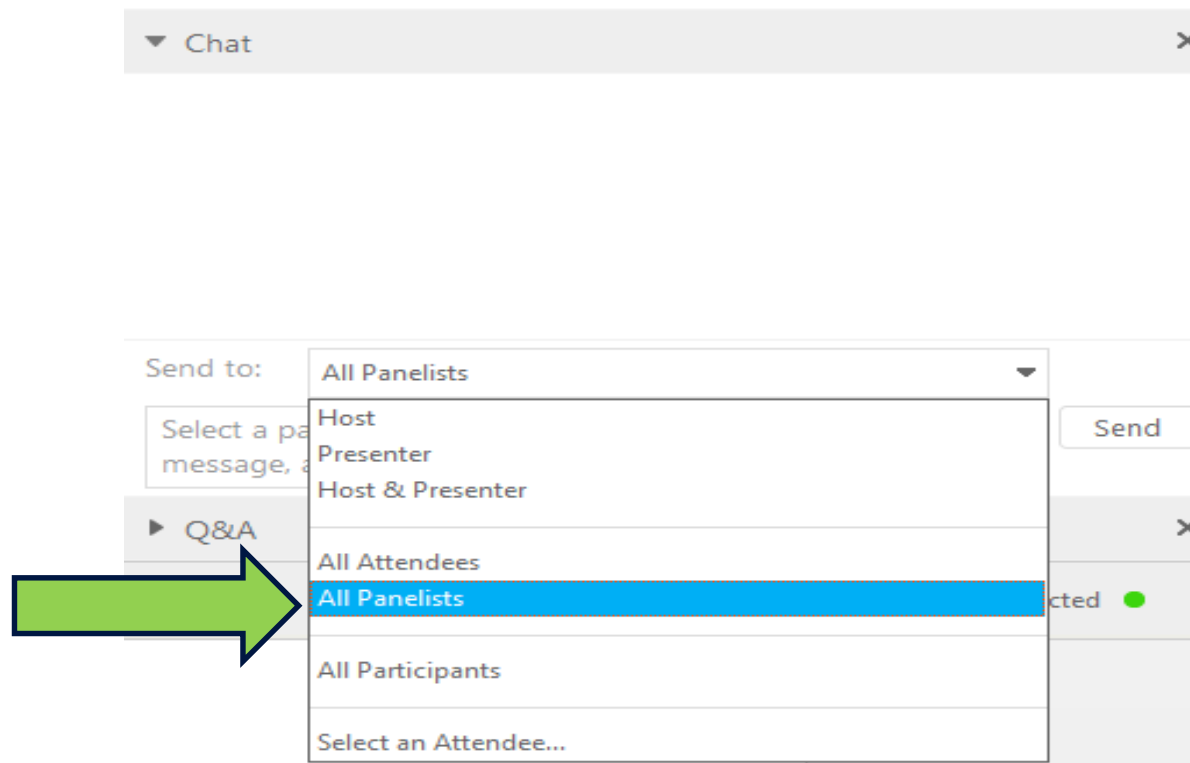 Chat
Send to:
All Panelists
Select a pa
message, a
Host
Presenter
Host & Presenter
Send
Q&A
All Attendees
All Panelists
cted
All Participants
Select an Attendee...